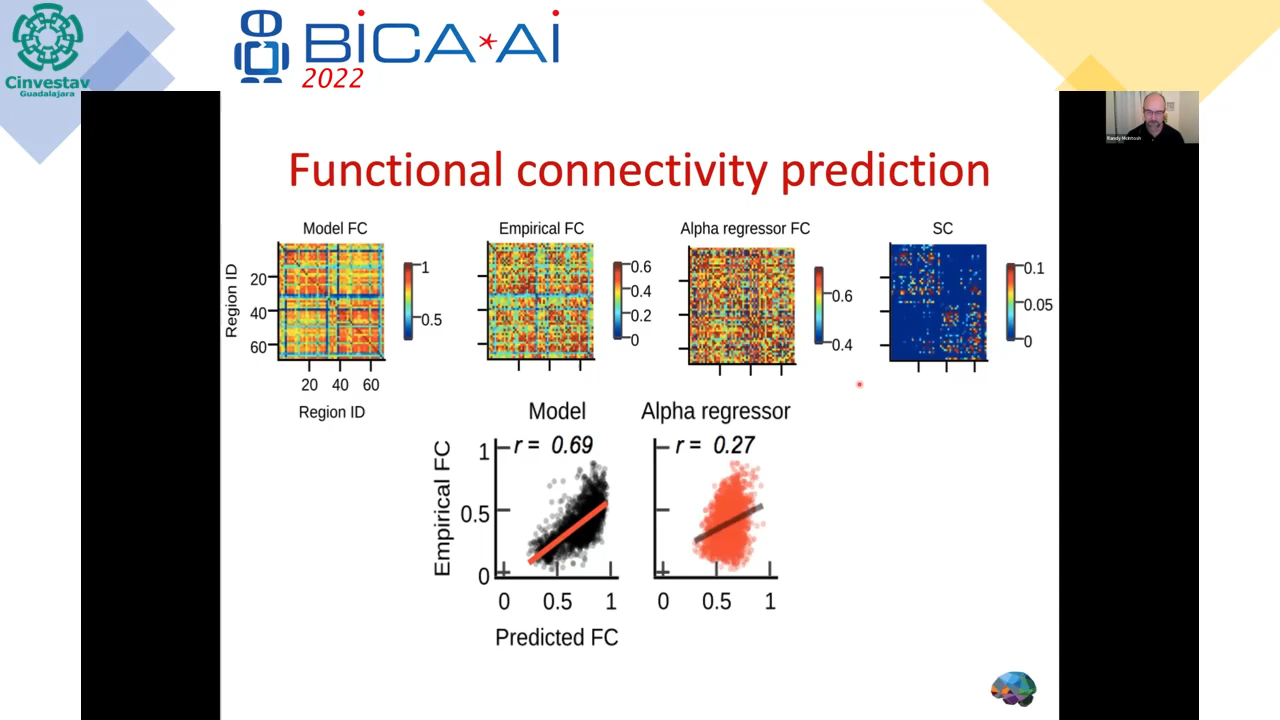 Cinvestav
Guadalajara
BiCA*Ai
2022
Randy McIntosh
Functional connectivity prediction
Model FC
Empirical FC
Alpha regressor FC
SC
Region ID
20
40
60
20 40 60
Region ID
1
0.5
0.6
0.4
0.2
0
0.6
0.4
0.1
0.05
0
Model
Alpha regressor
Empirical FC
1
0.5
0
r = 0.69
r = 0.27
0 0.5 1
0 0.5 1
Predicted FC